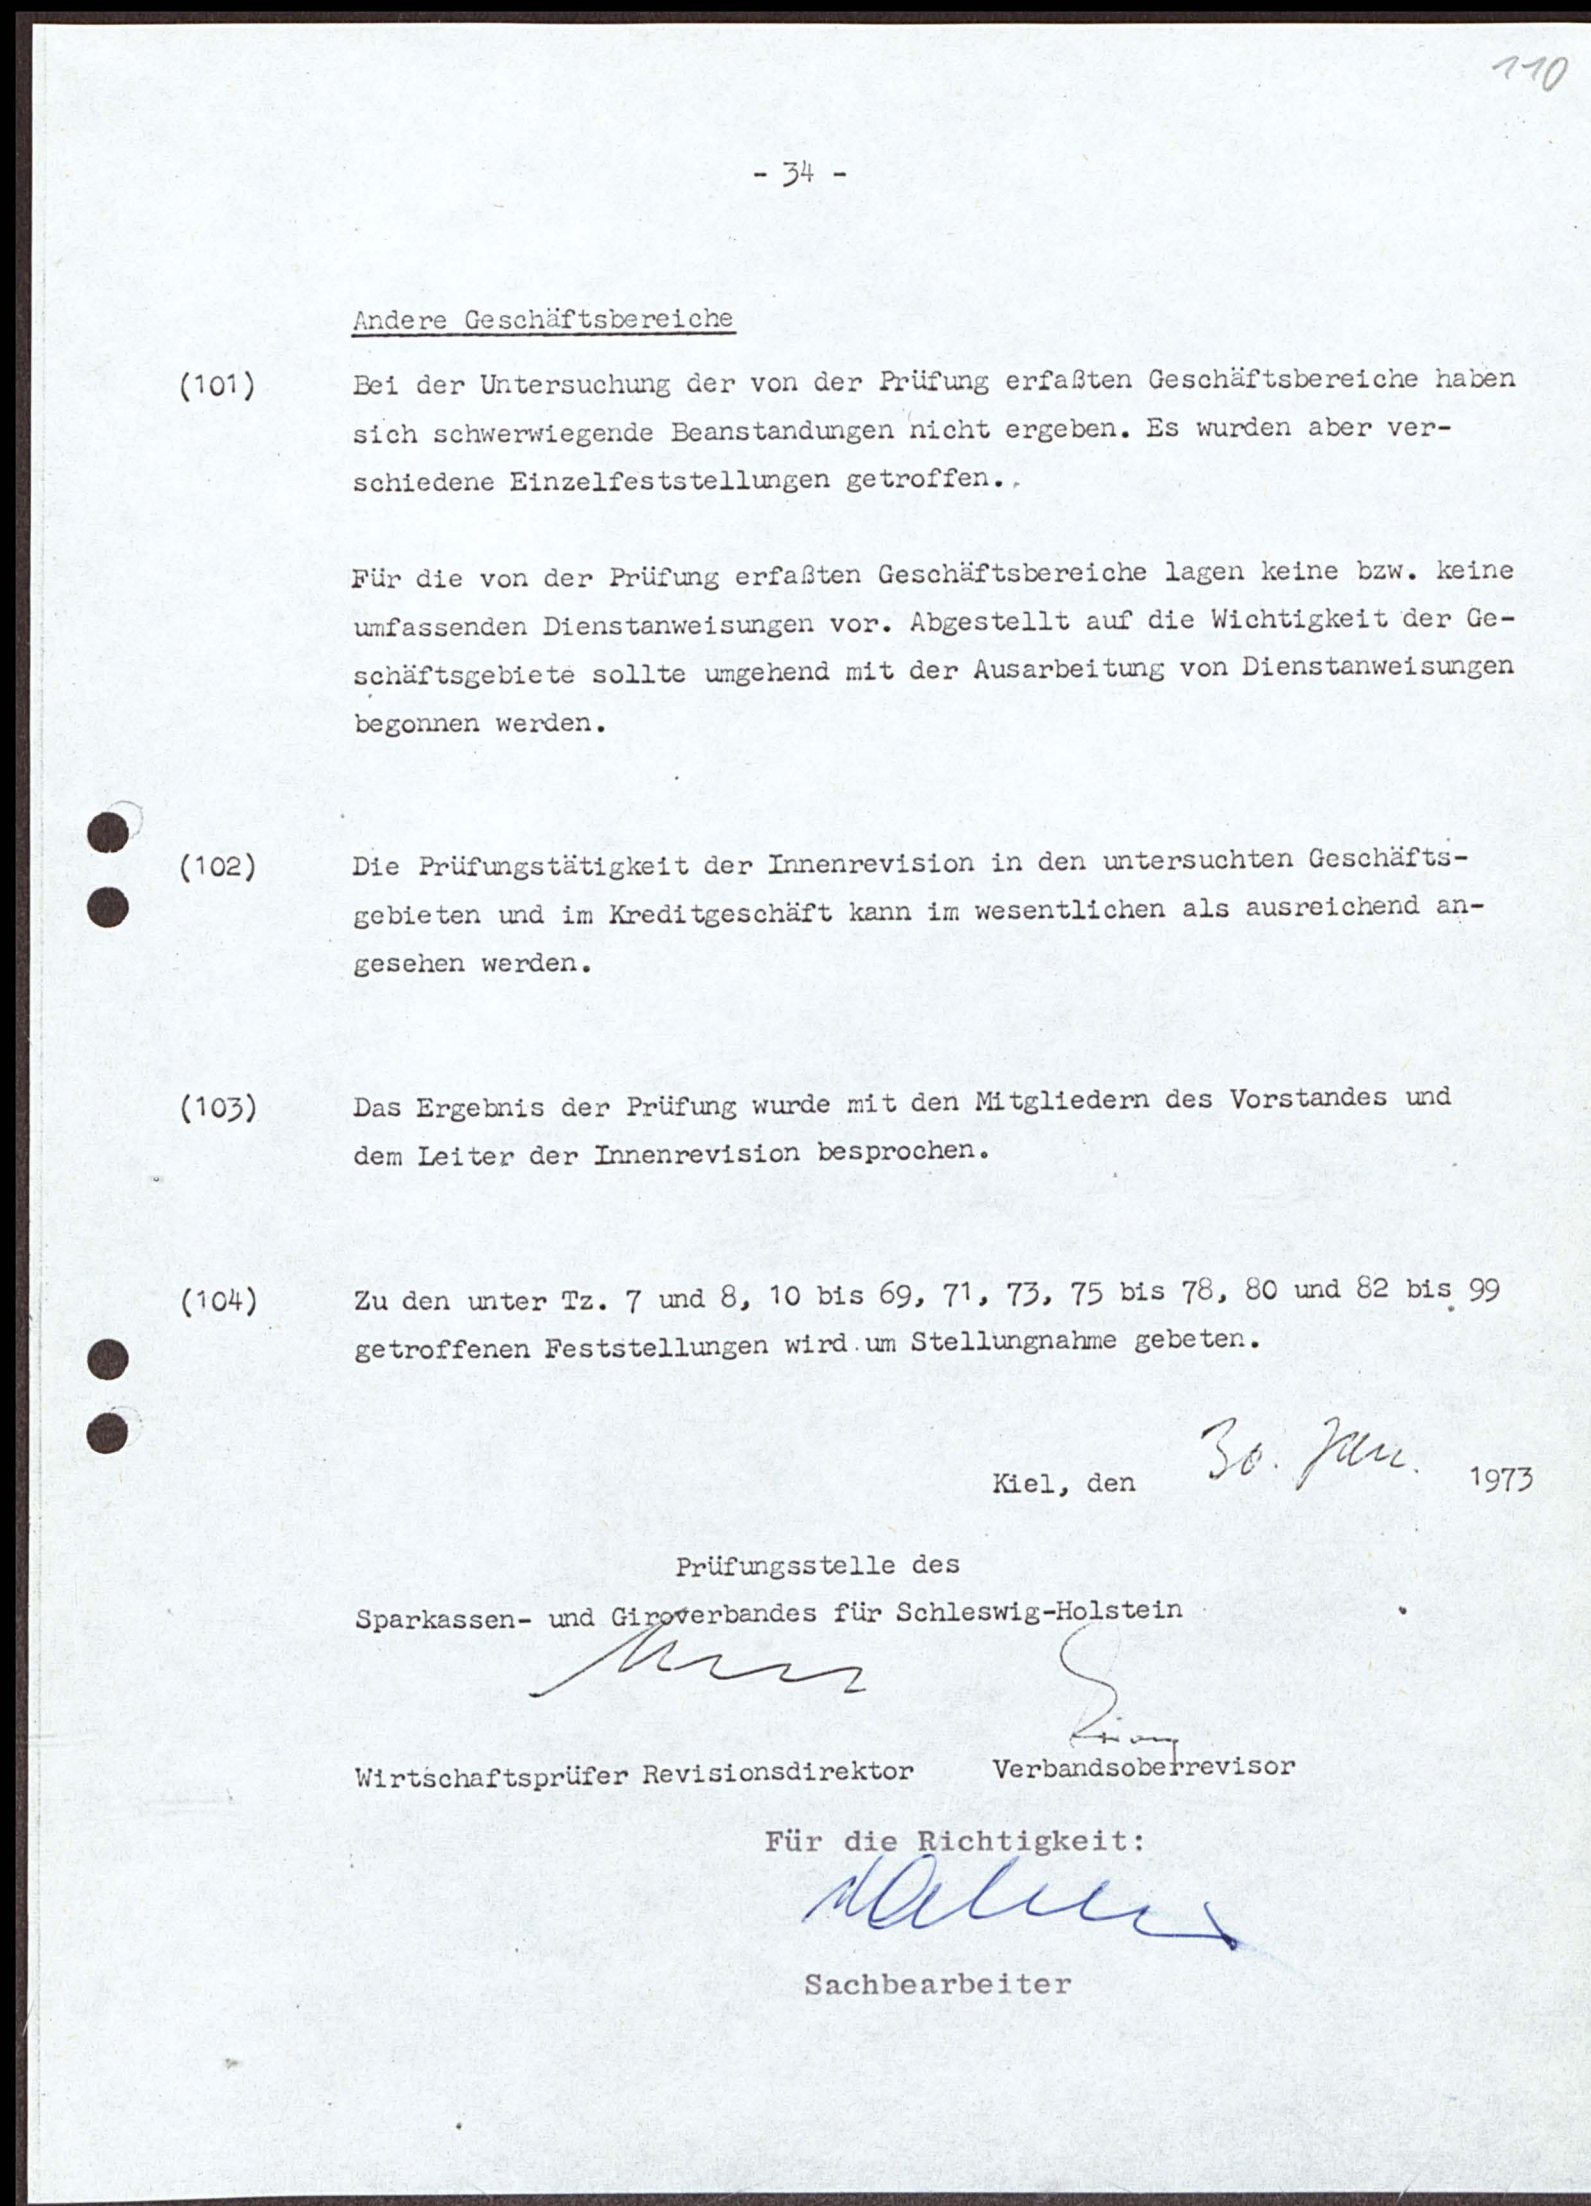 110
- 34 -
Andere Geschäftsbereiche
(101) Bei der Untersuchung der von der Prüfung erfaßten Geschäftsbereiche haben
sich schwerwiegende Beanstandungen nicht ergeben. Es wurden aber ver-
schiedene Einzelfeststellungen getroffen.
Für die von der Prüfung erfaßten Geschäftsbereiche lagen keine bzw. keine
umfassenden Dienstanweisungen vor. Abgestellt auf die Wichtigkeit der Ge-
schäftsgebiete sollte umgehend mit der Ausarbeitung von Dienstanweisungen
begonnen werden.
(102) Die Prüfungstätigkeit der Innenrevision in den untersuchten Geschäfts-
gebieten und im Kreditgeschäft kann im wesentlichen als ausreichend an-
gesehen werden.
(103) Das Ergebnis der Prüfung wurde mit den Mitgliedern des Vorstandes und
dem Leiter der Innenrevision besprochen.
(104) Zu den unter Tz. 7 und 8, 10 bis 69, 71, 73, 75 bis 78, 80 und 82 bis 99
getroffenen Feststellungen wird um Stellungnahme gebeten.
Kiel, den 30. Jan. 1973
Prüfungsstelle des
Sparkassen- und Giroverbandes für Schleswig-Holstein
Wirtschaftsprüfer Revisionsdirektor Verbandsoberrevisor
Für die Richtigkeit:
Sachbearbeiter